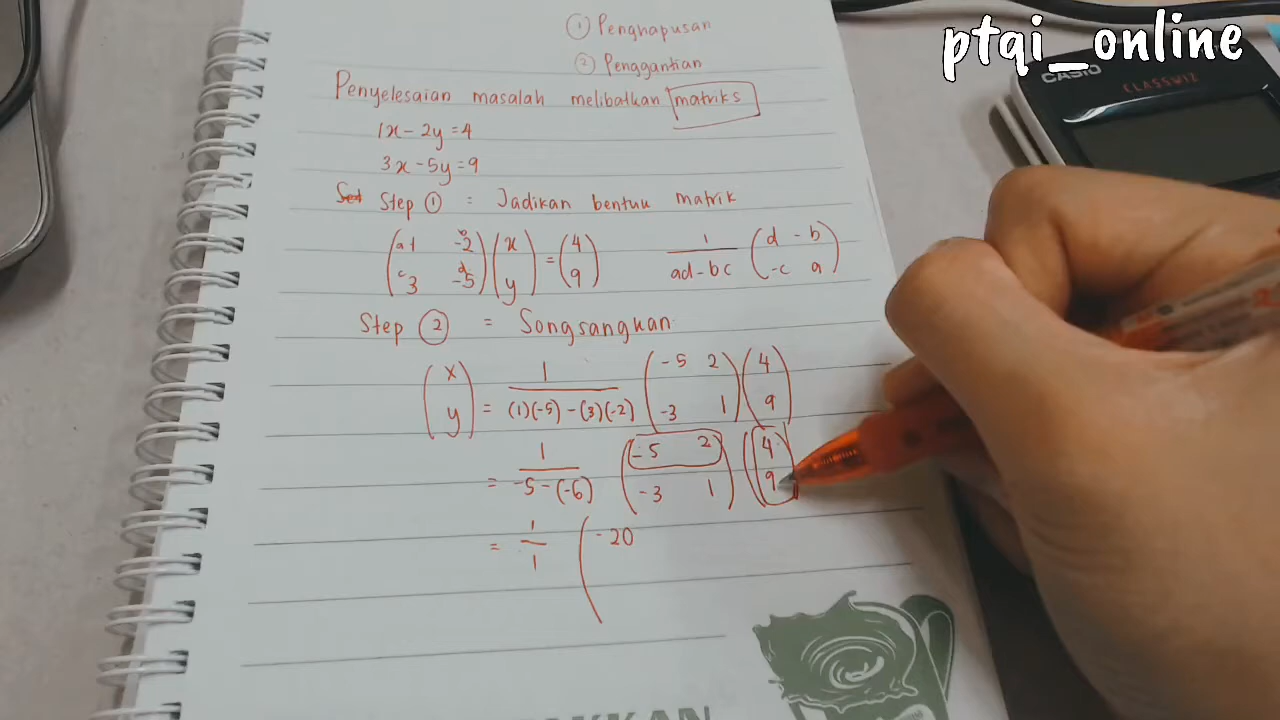 ptqi_online
CASIO
CLASSWIZ
① Penghapusan
② Penggantian
Penyelesaian masalah melibatkan matriks
1x - 2y = 4
3x - 5y = 9
Step ① = Jadikan bentuk matrik
(a 1 b -2) (x) = (4) 1 (d -b)
(c 3 d -5) (y) (9) ad - bc (-c a)
Step ② = Songsangkan
(x) = 1 (-5 2) (4)
(y) (1)(-5) - (3)(-2) (-3 1) (9)
= 1 (-5 2) (4)
-5 - (-6) (-3 1) (9)
= 1 ( -20
1